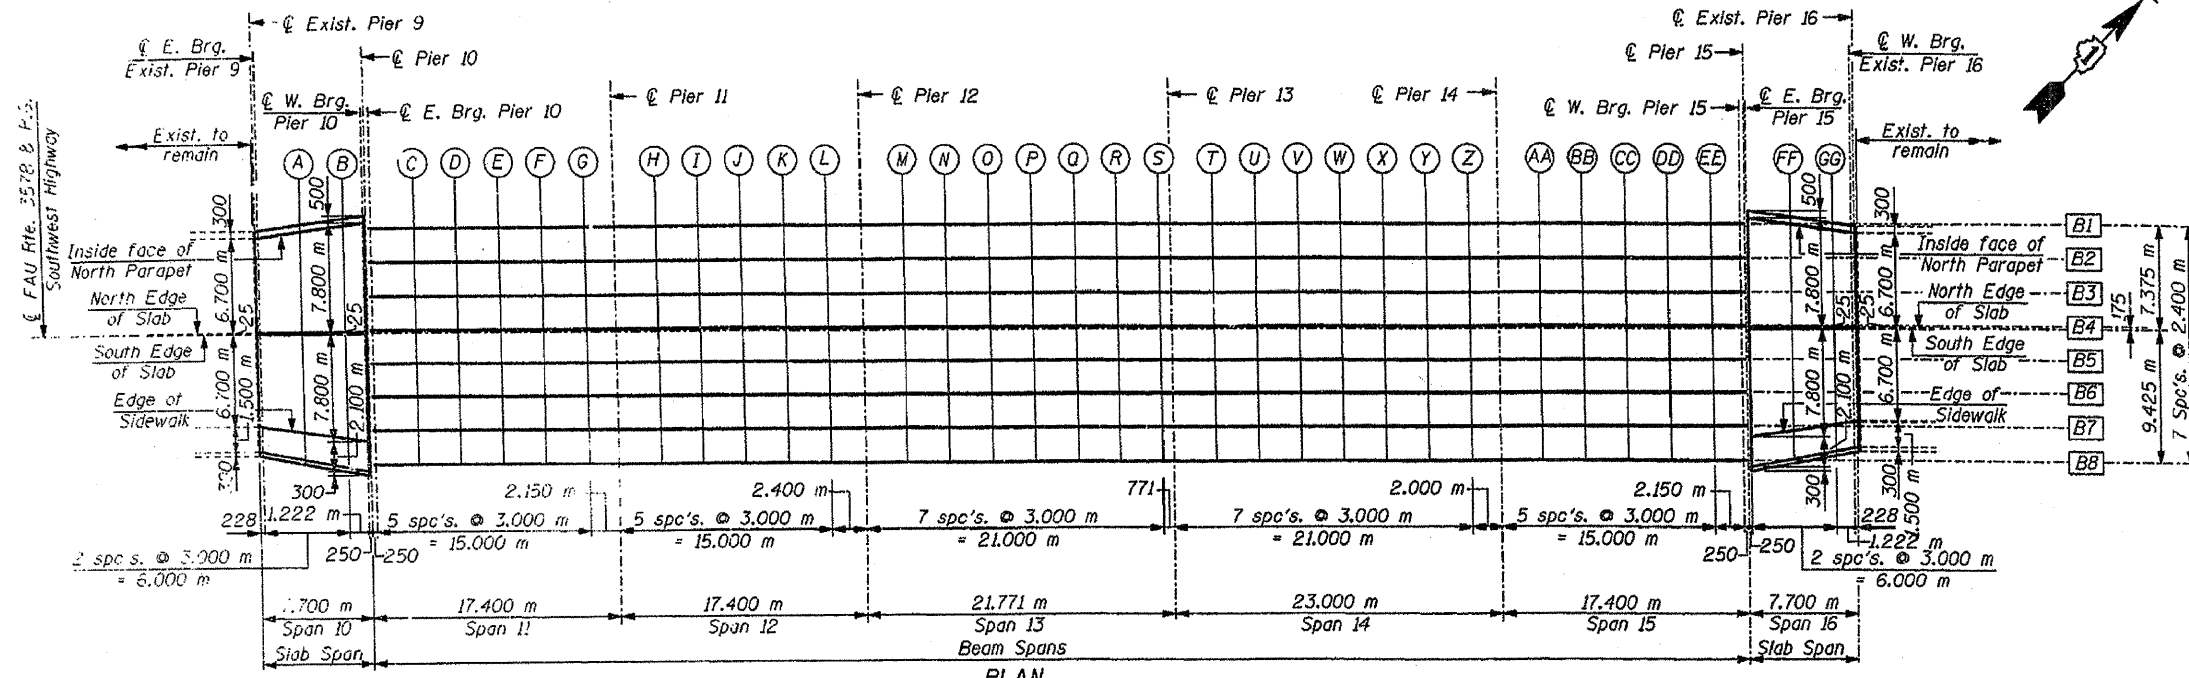 ℄ Exist. Pier 9
℄ Exist. Pier 16
℄ E. Brg.
Exist. Pier 9
℄ Pier 10
℄ Pier 15
℄ W. Brg.
Exist. Pier 16
℄ W. Brg.
Pier 10
℄ E. Brg. Pier 10
℄ Pier 11
℄ Pier 12
℄ Pier 13
℄ Pier 14
℄ W. Brg. Pier 15
℄ E. Brg.
Pier 15
Exist. to
remain
Exist. to
remain
℄ FAU Rte. 3578 &
Southwest Highway
A B C D E F G H I J K L M N O P Q R S T U V W X Y Z AA BB CC DD EE FF GG
300
500
500
300
Inside face of
North Parapet
6.700 m
7.800 m
25
25
North Edge
of Slab
South Edge
of Slab
6.700 m
1.500 m
7.800 m
2.100 m
Edge of
Sidewalk
300
Inside face of
North Parapet
7.800 m
6.700 m
25
25
North Edge
of Slab
South Edge
of Slab
7.800 m
2.100 m
6.700 m
Edge of
Sidewalk
300
300
1.500 m
B1
B2
B3
B4
B5
B6
B7
B8
175
7.375 m
9.425 m
7 Spc's. @ 2.400 m
300
2.150 m
2.400 m
771
2.000 m
2.150 m
228
1.222 m
5 spc's. @ 3.000 m
= 15.000 m
5 spc's. @ 3.000 m
= 15.000 m
7 spc's. @ 3.000 m
= 21.000 m
7 spc's. @ 3.000 m
= 21.000 m
5 spc's. @ 3.000 m
= 15.000 m
228
1.222 m
2 spc's. @ 3.000 m
= 6.000 m
250
250
250
250
2 spc's. @ 3.000 m
= 6.000 m
.700 m
Span 10
17.400 m
Span 11
17.400 m
Span 12
21.771 m
Span 13
23.000 m
Span 14
17.400 m
Span 15
7.700 m
Span 16
Slab Span
Beam Spans
Slab Span
PLAN